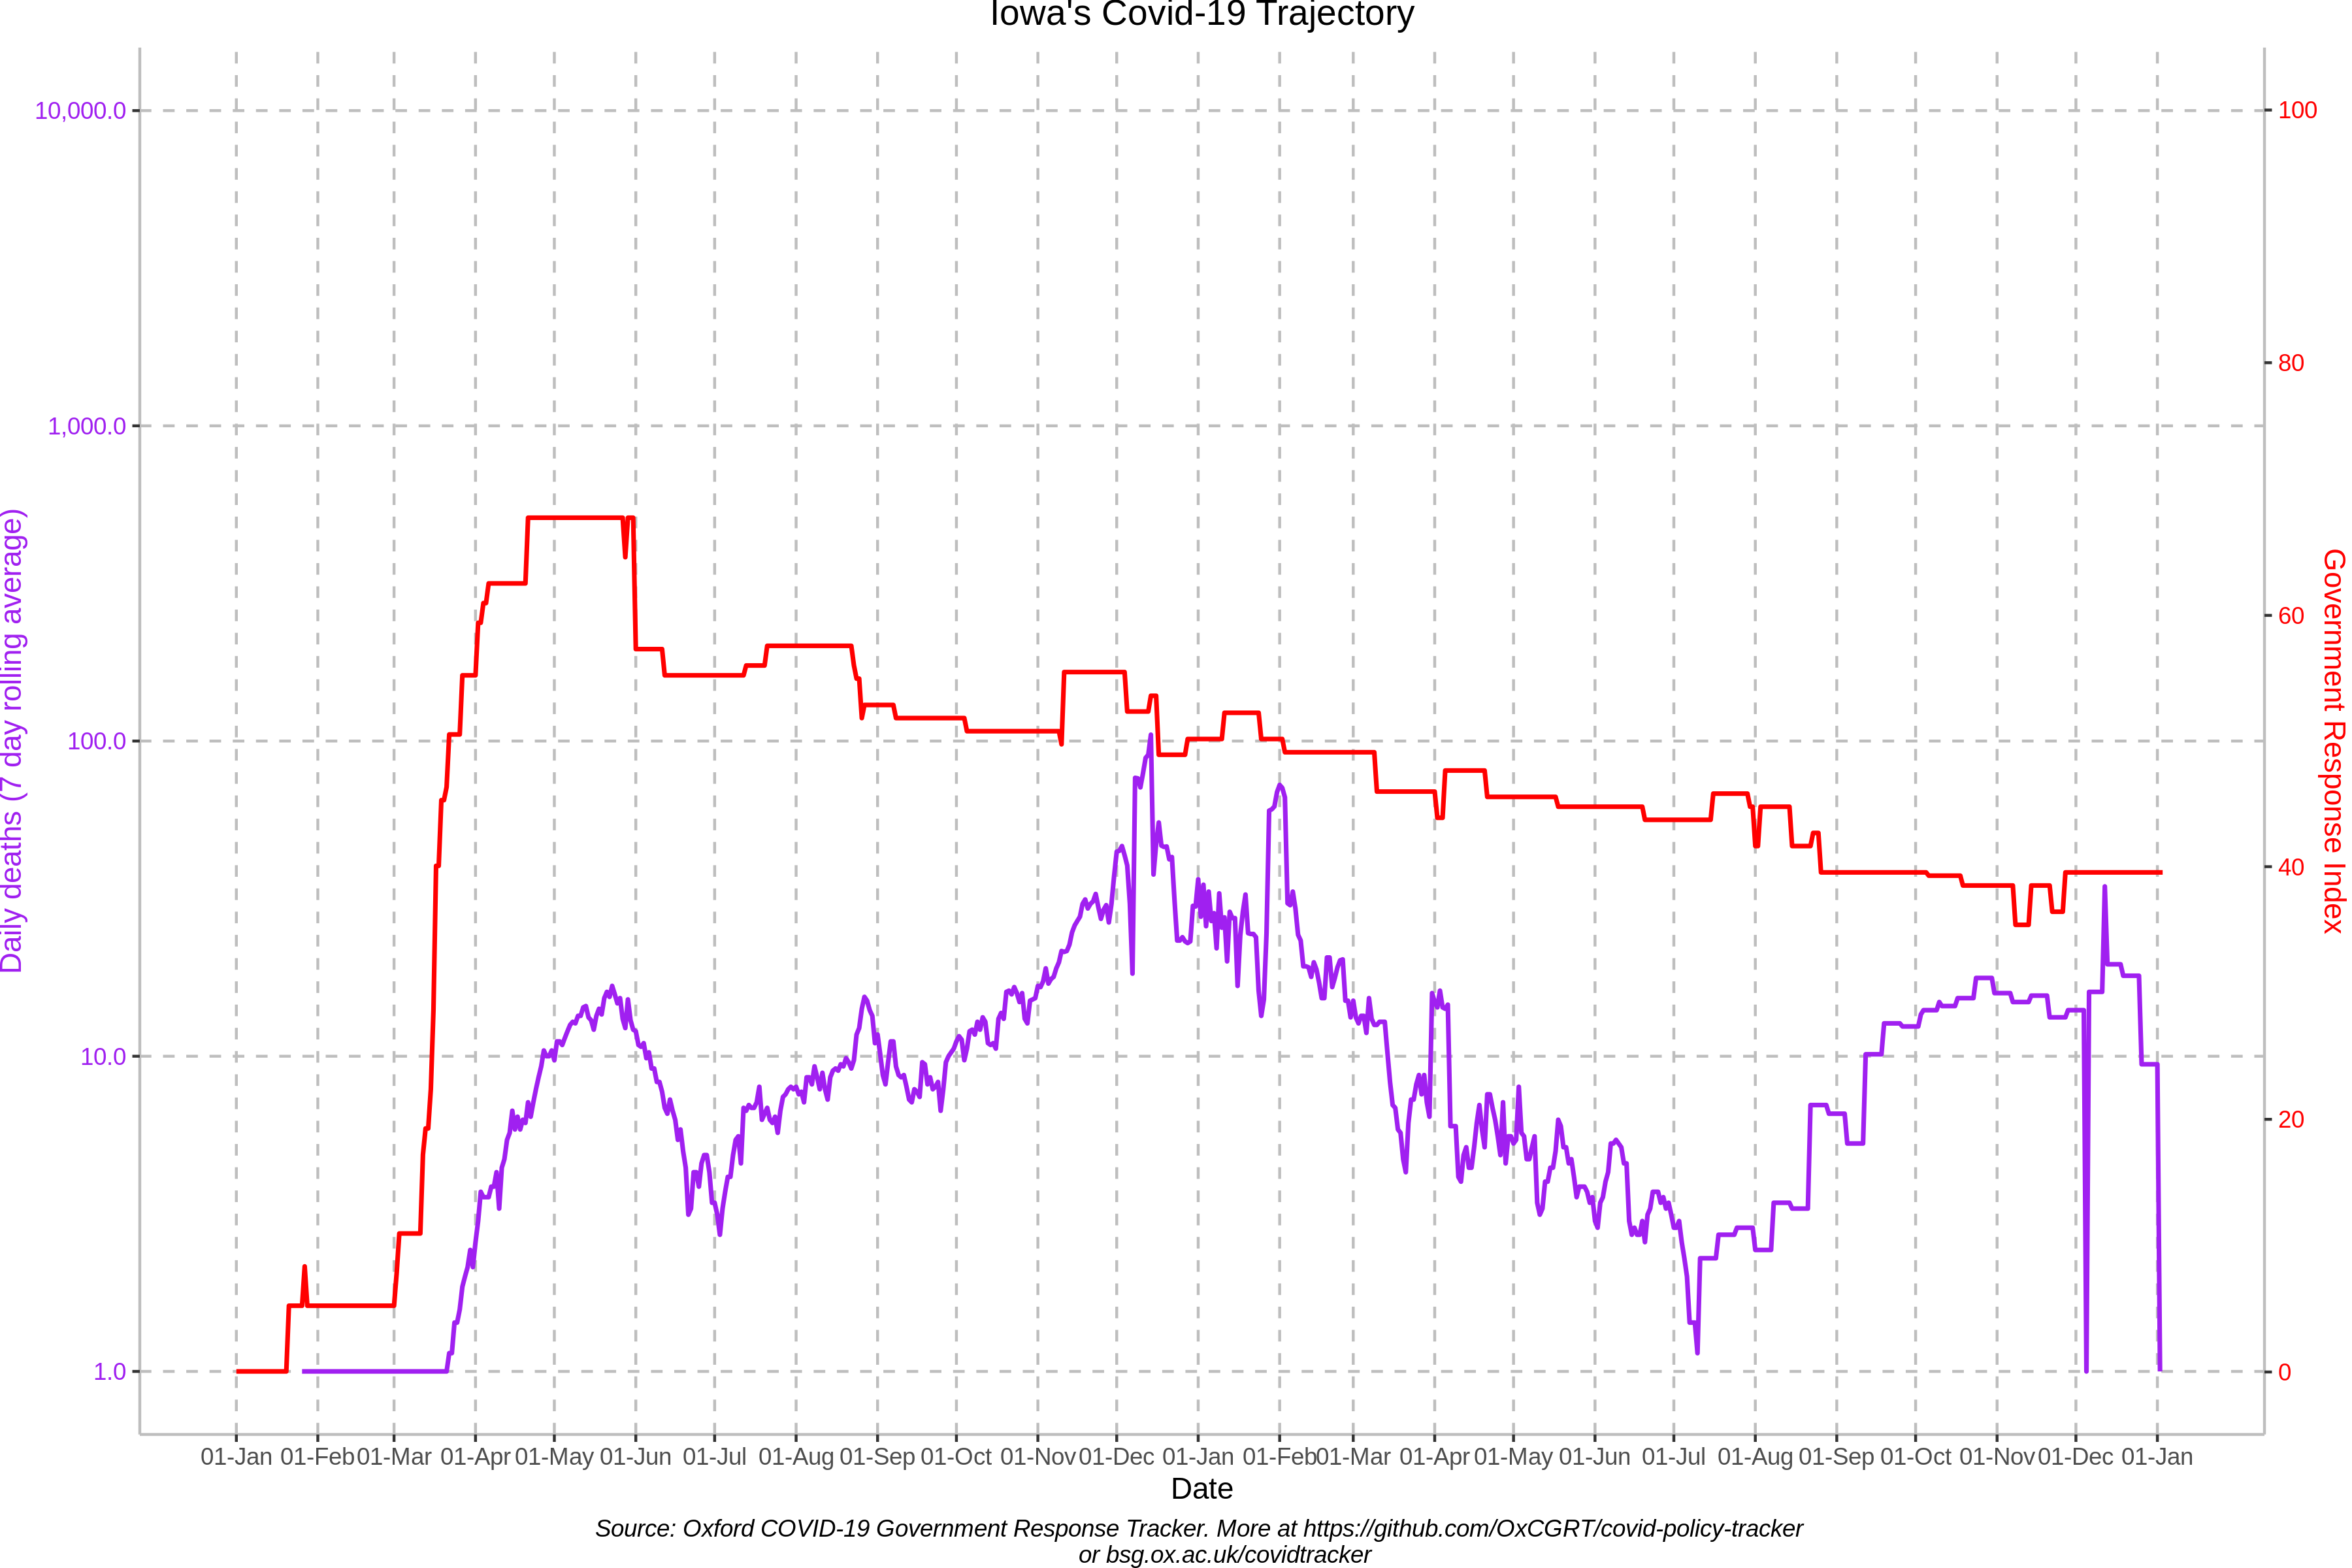 Iowa's Covid-19 Trajectory
10,000.0
1,000.0
100.0
10.0
1.0
Daily deaths (7 day rolling average)
100
80
60
40
20
0
Government Response Index
01-Jan 01-Feb 01-Mar 01-Apr 01-May 01-Jun 01-Jul 01-Aug 01-Sep 01-Oct 01-Nov 01-Dec 01-Jan 01-Feb 01-Mar 01-Apr 01-May 01-Jun 01-Jul 01-Aug 01-Sep 01-Oct 01-Nov 01-Dec 01-Jan
Date
Source: Oxford COVID-19 Government Response Tracker. More at https://github.com/OxCGRT/covid-policy-tracker
or bsg.ox.ac.uk/covidtracker